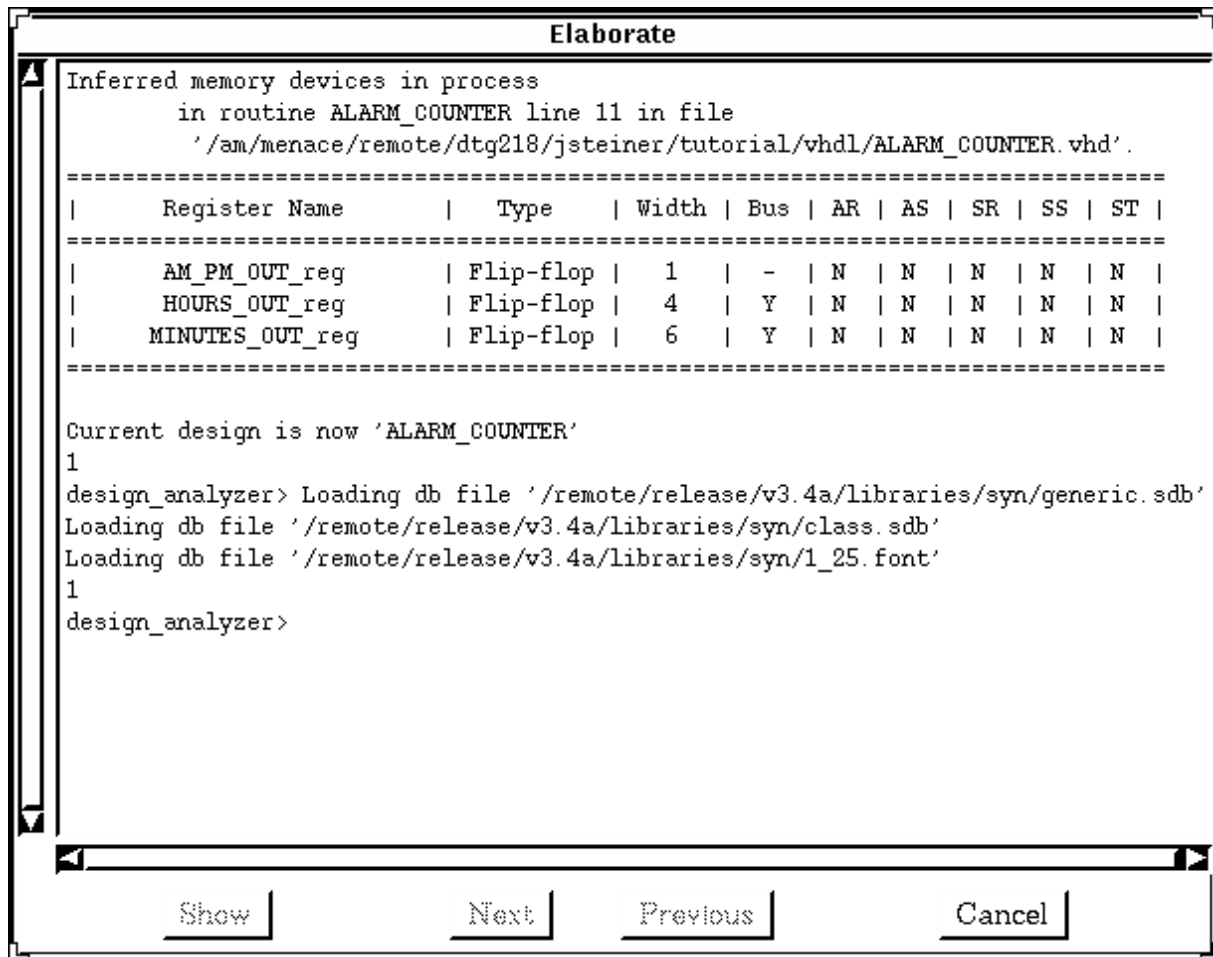 Elaborate
Inferred memory devices in process
in routine ALARM_COUNTER line 11 in file
'/am/menace/remote/dtg218/jsteiner/tutorial/vhdl/ALARM_COUNTER.vhd'.
===============================================================================
| Register Name | Type | Width | Bus | AR | AS | SR | SS | ST |
===============================================================================
| AM_PM_OUT_reg | Flip-flop | 1 | - | N | N | N | N | N |
| HOURS_OUT_reg | Flip-flop | 4 | Y | N | N | N | N | N |
| MINUTES_OUT_reg | Flip-flop | 6 | Y | N | N | N | N | N |
===============================================================================
Current design is now 'ALARM_COUNTER'
1
design_analyzer> Loading db file '/remote/release/v3.4a/libraries/syn/generic.sdb'
Loading db file '/remote/release/v3.4a/libraries/syn/class.sdb'
Loading db file '/remote/release/v3.4a/libraries/syn/1_25.font'
1
design_analyzer>
Show Next Previous Cancel